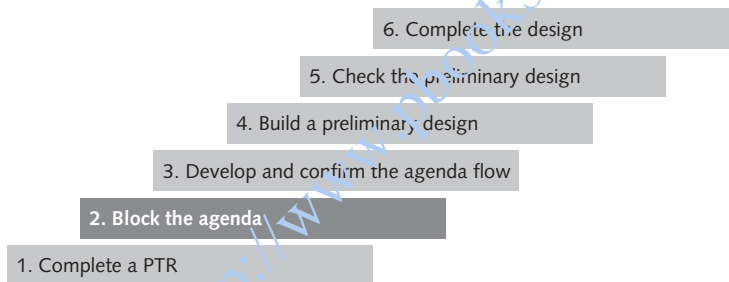 6. Complete the design
5. Check the preliminary design
4. Build a preliminary design
3. Develop and confirm the agenda flow
2. Block the agenda
1. Complete a PTR